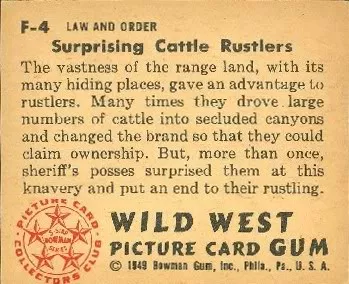 F-4 LAW AND ORDER
Surprising Cattle Rustlers
The vastness of the range land, with its
many hiding places, gave an advantage to
rustlers. Many times they drove large
numbers of cattle into secluded canyons
and changed the brand so that they could
claim ownership. But, more than once,
sheriff's posses surprised them at this
knavery and put an end to their rustling.
PICTURE CARD
5 STAR
BOWMAN
SERIES
COLLECTORS CLUB
WILD WEST
PICTURE CARD GUM
© 1949 Bowman Gum, Inc., Phila., Pa., U. S. A.